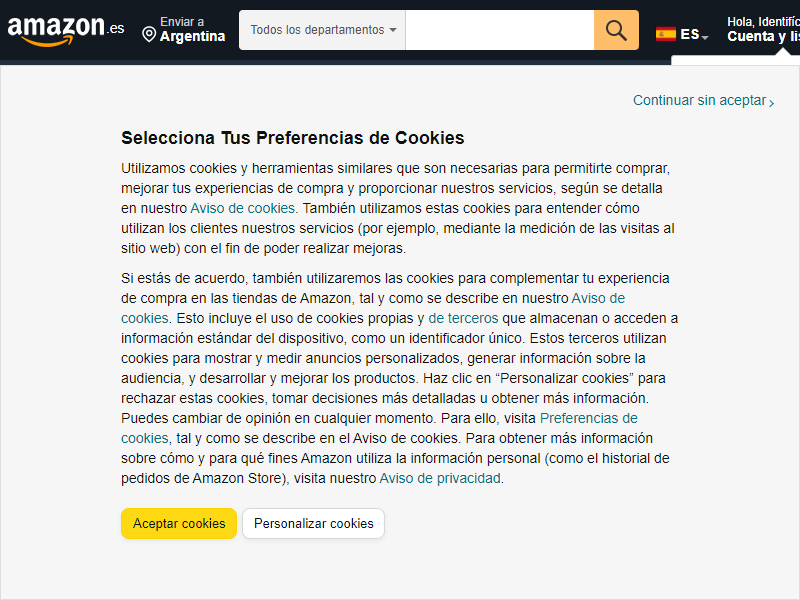 amazon.es
Enviar a
Argentina
Todos los departamentos
ES
Hola, Identifíc
Cuenta y lis
Continuar sin aceptar
Selecciona Tus Preferencias de Cookies
Utilizamos cookies y herramientas similares que son necesarias para permitirte comprar,
mejorar tus experiencias de compra y proporcionar nuestros servicios, según se detalla
en nuestro Aviso de cookies. También utilizamos estas cookies para entender cómo
utilizan los clientes nuestros servicios (por ejemplo, mediante la medición de las visitas al
sitio web) con el fin de poder realizar mejoras.
Si estás de acuerdo, también utilizaremos las cookies para complementar tu experiencia
de compra en las tiendas de Amazon, tal y como se describe en nuestro Aviso de
cookies. Esto incluye el uso de cookies propias y de terceros que almacenan o acceden a
información estándar del dispositivo, como un identificador único. Estos terceros utilizan
cookies para mostrar y medir anuncios personalizados, generar información sobre la
audiencia, y desarrollar y mejorar los productos. Haz clic en “Personalizar cookies” para
rechazar estas cookies, tomar decisiones más detalladas u obtener más información.
Puedes cambiar de opinión en cualquier momento. Para ello, visita Preferencias de
cookies, tal y como se describe en el Aviso de cookies. Para obtener más información
sobre cómo y para qué fines Amazon utiliza la información personal (como el historial de
pedidos de Amazon Store), visita nuestro Aviso de privacidad.
Aceptar cookies
Personalizar cookies